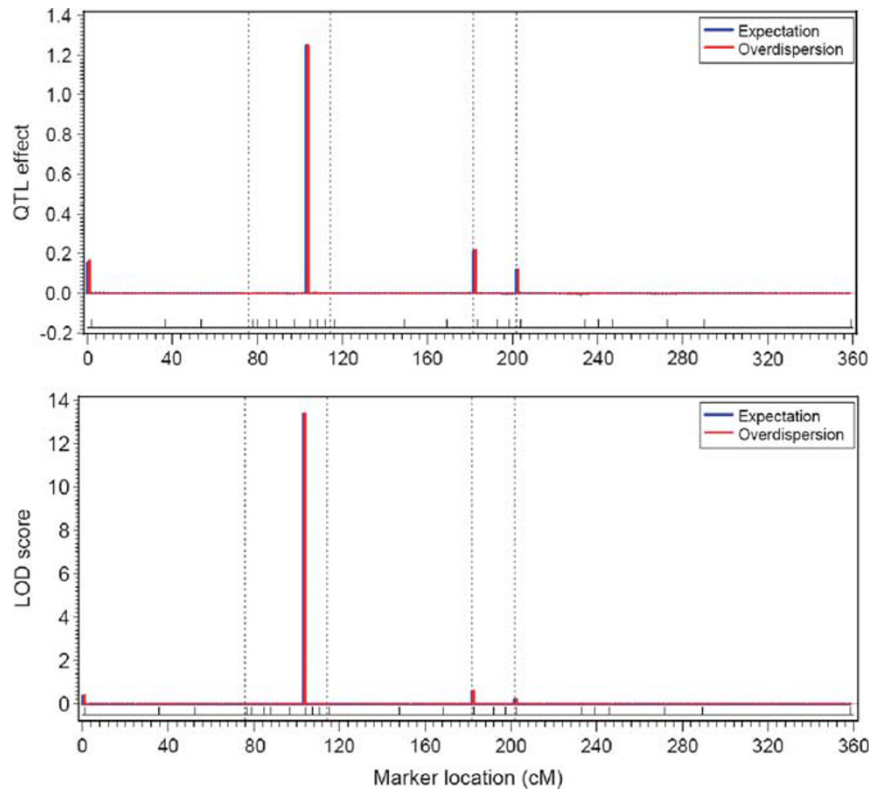 QTL effect
1.4
1.2
1.0
0.8
0.6
0.4
0.2
0.0
-0.2
Expectation
Overdispersion
0 40 80 120 160 200 240 280 320 360
LOD score
14
12
10
8
6
4
2
0
Expectation
Overdispersion
0 40 80 120 160 200 240 280 320 360
Marker location (cM)